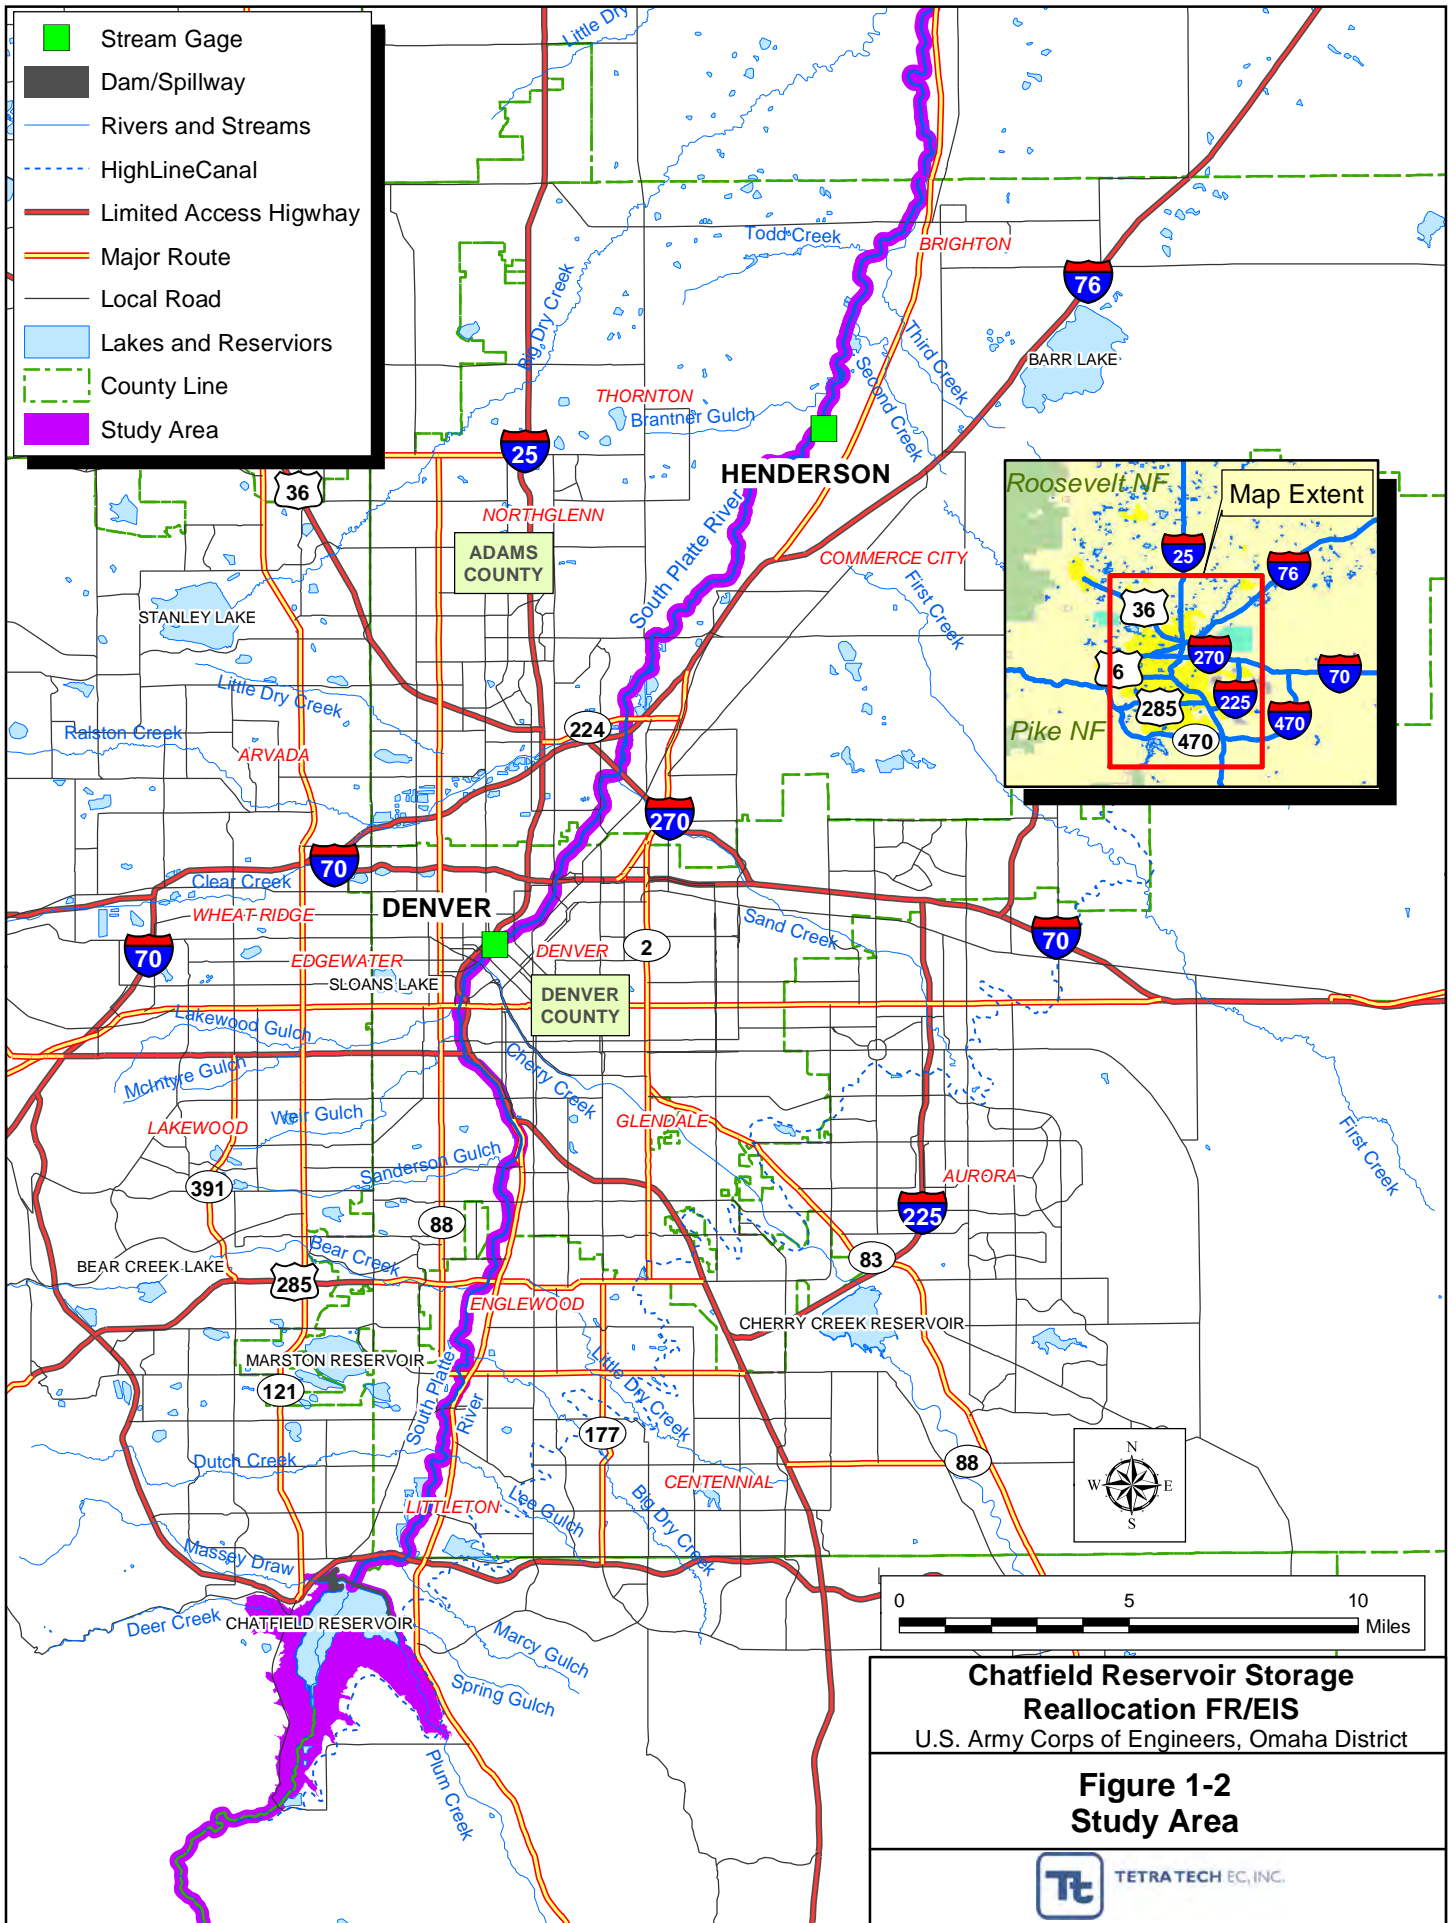 Stream Gage
Dam/Spillway
Rivers and Streams
HighLineCanal
Limited Access Higwhay
Major Route
Local Road
Lakes and Reserviors
County Line
Study Area
Little Dry
Todd Creek
BRIGHTON
76
Big Dry Creek
Third Creek
BARR LAKE
Second Creek
THORNTON
Brantner Gulch
25
HENDERSON
36
NORTHGLENN
South Platte River
ADAMS
COUNTY
COMMERCE CITY
First Creek
Roosevelt NF
Map Extent
25
76
36
270
6
70
225
285
470
Pike NF
470
STANLEY LAKE
Little Dry Creek
Ralston Creek
ARVADA
224
270
70
Clear Creek
WHEAT RIDGE
DENVER
Sand Creek
70
70
EDGEWATER
DENVER
2
SLOANS LAKE
DENVER
COUNTY
Lakewood Gulch
McIntyre Gulch
Cherry Creek
Weir Gulch
LAKEWOOD
GLENDALE
First Creek
Sanderson Gulch
391
AURORA
225
88
Bear Creek
BEAR CREEK LAKE
285
83
ENGLEWOOD
CHERRY CREEK RESERVOIR
MARSTON RESERVOIR
121
South Platte
River
Little Dry Creek
177
Dutch Creek
88
CENTENNIAL
LITTLETON
Lee Gulch
Big Dry Creek
N
W
E
S
Massey Draw
Deer Creek
CHATFIELD RESERVOIR
Marcy Gulch
Spring Gulch
Plum Creek
0
5
10
Miles
Chatfield Reservoir Storage
Reallocation FR/EIS
U.S. Army Corps of Engineers, Omaha District
Figure 1-2
Study Area
Tt
TETRA TECH EC, INC.